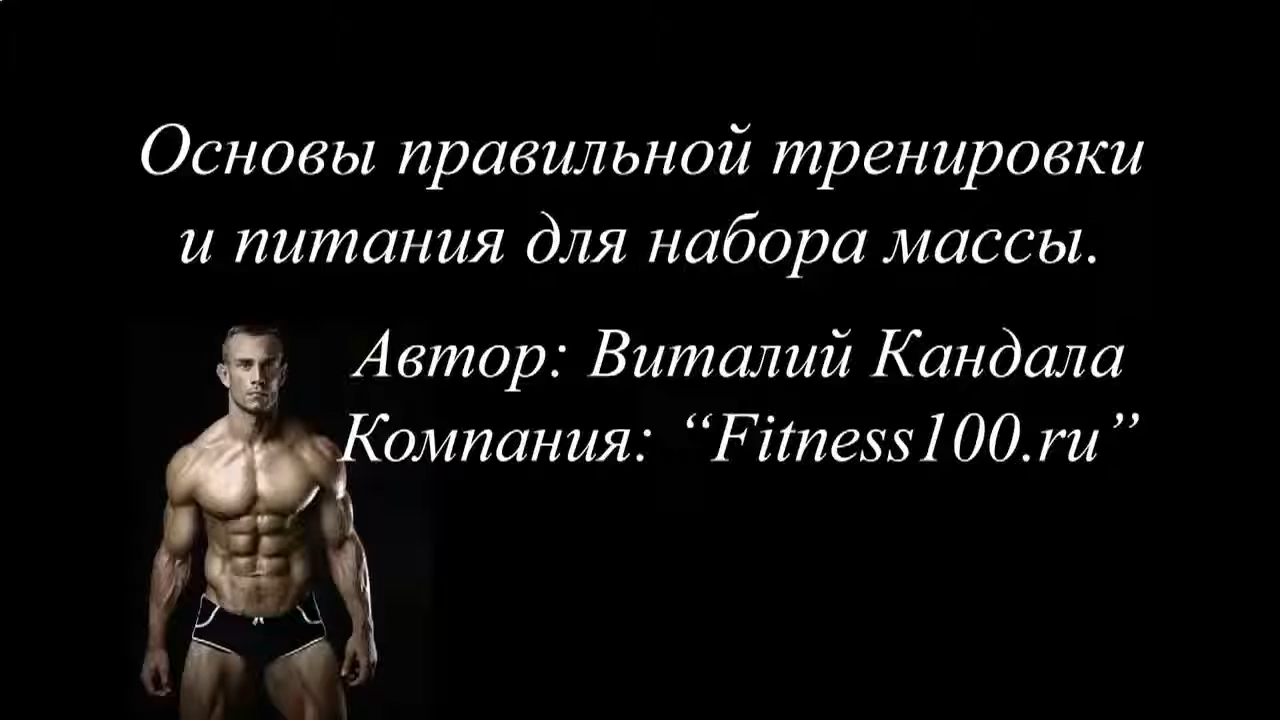 Основы правильной тренировки
и питания для набора массы.
Автор: Виталий Кандала
Компания: “Fitness100.ru”